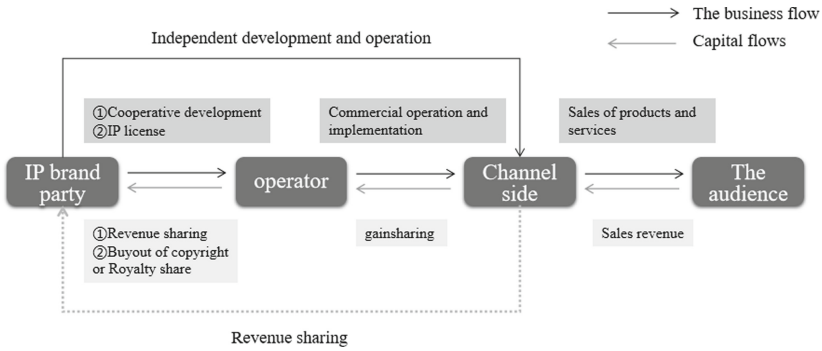 The business flow
Capital flows
Independent development and operation
①Cooperative development
②IP license
Commercial operation and
implementation
Sales of products and
services
IP brand
party
operator
Channel
side
The
audience
①Revenue sharing
②Buyout of copyright
or Royalty share
gainsharing
Sales revenue
Revenue sharing